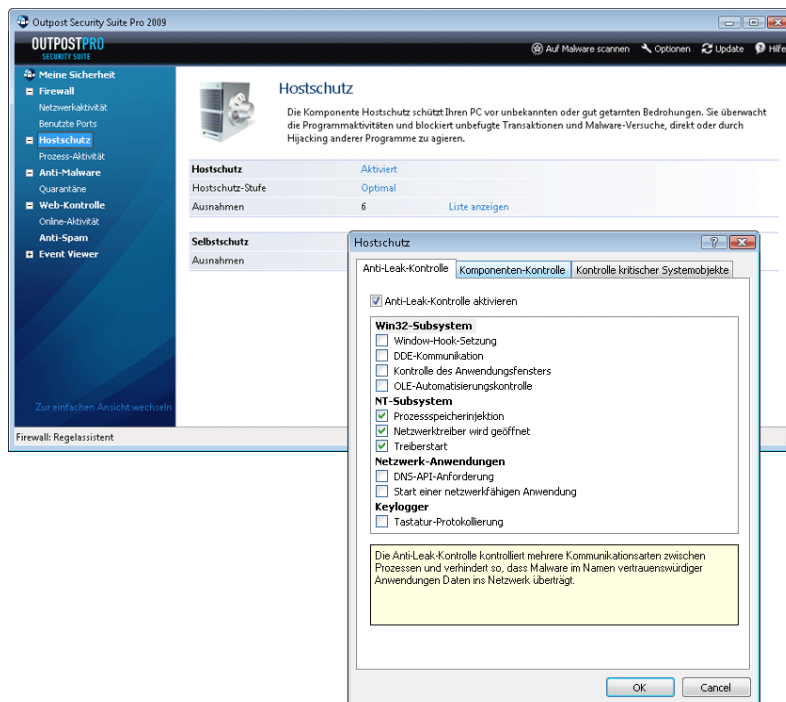 Outpost Security Suite Pro 2009
OUTPOSTPRO
SECURITY SUITE
Auf Malware scannen Optionen Update Hilfe
Meine Sicherheit
Firewall
Netzwerkaktivität
Benutzte Ports
Hostschutz
Prozess-Aktivität
Anti-Malware
Quarantäne
Web-Kontrolle
Online-Aktivität
Anti-Spam
Event Viewer
Zur einfachen Ansicht wechseln
Hostschutz
Die Komponente Hostschutz schützt Ihren PC vor unbekannten oder gut getarnten Bedrohungen. Sie überwacht
die Programmaktivitäten und blockiert unbefugte Transaktionen und Malware-Versuche, direkt oder durch
Hijacking anderer Programme zu agieren.
Hostschutz Aktiviert
Hostschutz-Stufe Optimal
Ausnahmen 6 Liste anzeigen
Selbstschutz
Ausnahmen
Firewall: Regelassistent
Hostschutz
Anti-Leak-Kontrolle Komponenten-Kontrolle Kontrolle kritischer Systemobjekte
Anti-Leak-Kontrolle aktivieren
Win32-Subsystem
Window-Hook-Setzung
DDE-Kommunikation
Kontrolle des Anwendungsfensters
OLE-Automatisierungskontrolle
NT-Subsystem
Prozessspeicherinjektion
Netzwerktreiber wird geöffnet
Treiberstart
Netzwerk-Anwendungen
DNS-API-Anforderung
Start einer netzwerkfähigen Anwendung
Keylogger
Tastatur-Protokollierung
Die Anti-Leak-Kontrolle kontrolliert mehrere Kommunikationsarten zwischen
Prozessen und verhindert so, dass Malware im Namen vertrauenswürdiger
Anwendungen Daten ins Netzwerk überträgt.
OK Cancel